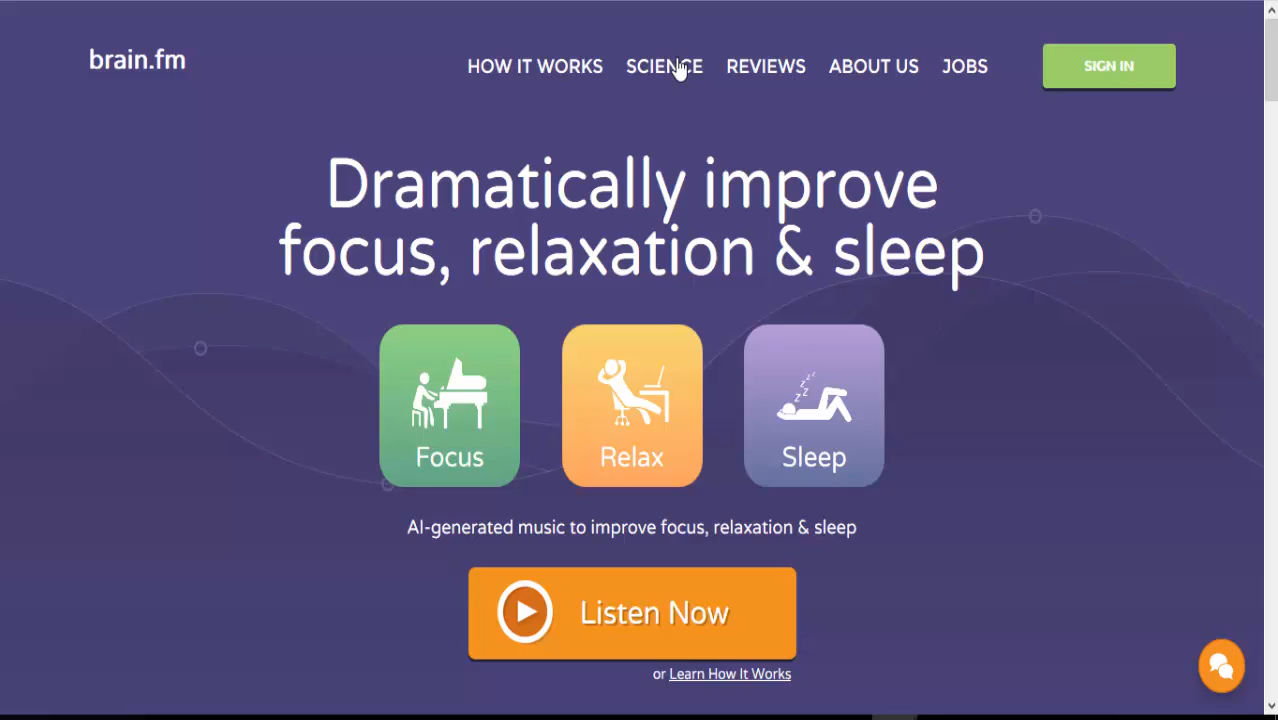 brain.fm
HOW IT WORKS SCIENCE REVIEWS ABOUT US JOBS SIGN IN
Dramatically improve
focus, relaxation & sleep
z z z
z z
Focus Relax Sleep
AI-generated music to improve focus, relaxation & sleep
Listen Now
or Learn How It Works